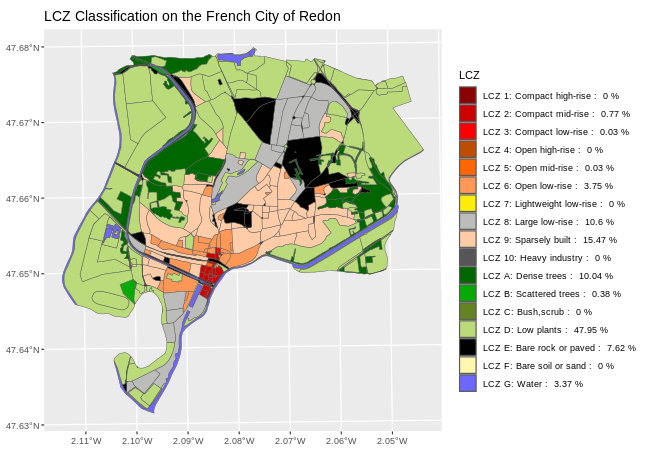 LCZ Classification on the French City of Redon
47.68°N
47.67°N
47.66°N
47.65°N
47.64°N
47.63°N
2.11°W 2.10°W 2.09°W 2.08°W 2.07°W 2.06°W 2.05°W
LCZ
LCZ 1: Compact high-rise : 0 %
LCZ 2: Compact mid-rise : 0.77 %
LCZ 3: Compact low-rise : 0.03 %
LCZ 4: Open high-rise : 0 %
LCZ 5: Open mid-rise : 0.03 %
LCZ 6: Open low-rise : 3.75 %
LCZ 7: Lightweight low-rise : 0 %
LCZ 8: Large low-rise : 10.6 %
LCZ 9: Sparsely built : 15.47 %
LCZ 10: Heavy industry : 0 %
LCZ A: Dense trees : 10.04 %
LCZ B: Scattered trees : 0.38 %
LCZ C: Bush,scrub : 0 %
LCZ D: Low plants : 47.95 %
LCZ E: Bare rock or paved : 7.62 %
LCZ F: Bare soil or sand : 0 %
LCZ G: Water : 3.37 %